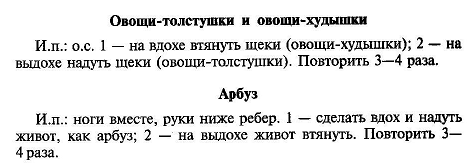 Овощи-толстушки и овощи-худышки
И.п.: о.с. 1 — на вдохе втянуть щеки (овощи-худышки); 2 — на
выдохе надуть щеки (овощи-толстушки). Повторить 3—4 раза.
Арбуз
И.п.: ноги вместе, руки ниже ребер. 1 — сделать вдох и надуть
живот, как арбуз; 2 — на выдохе живот втянуть. Повторить 3—
4 раза.